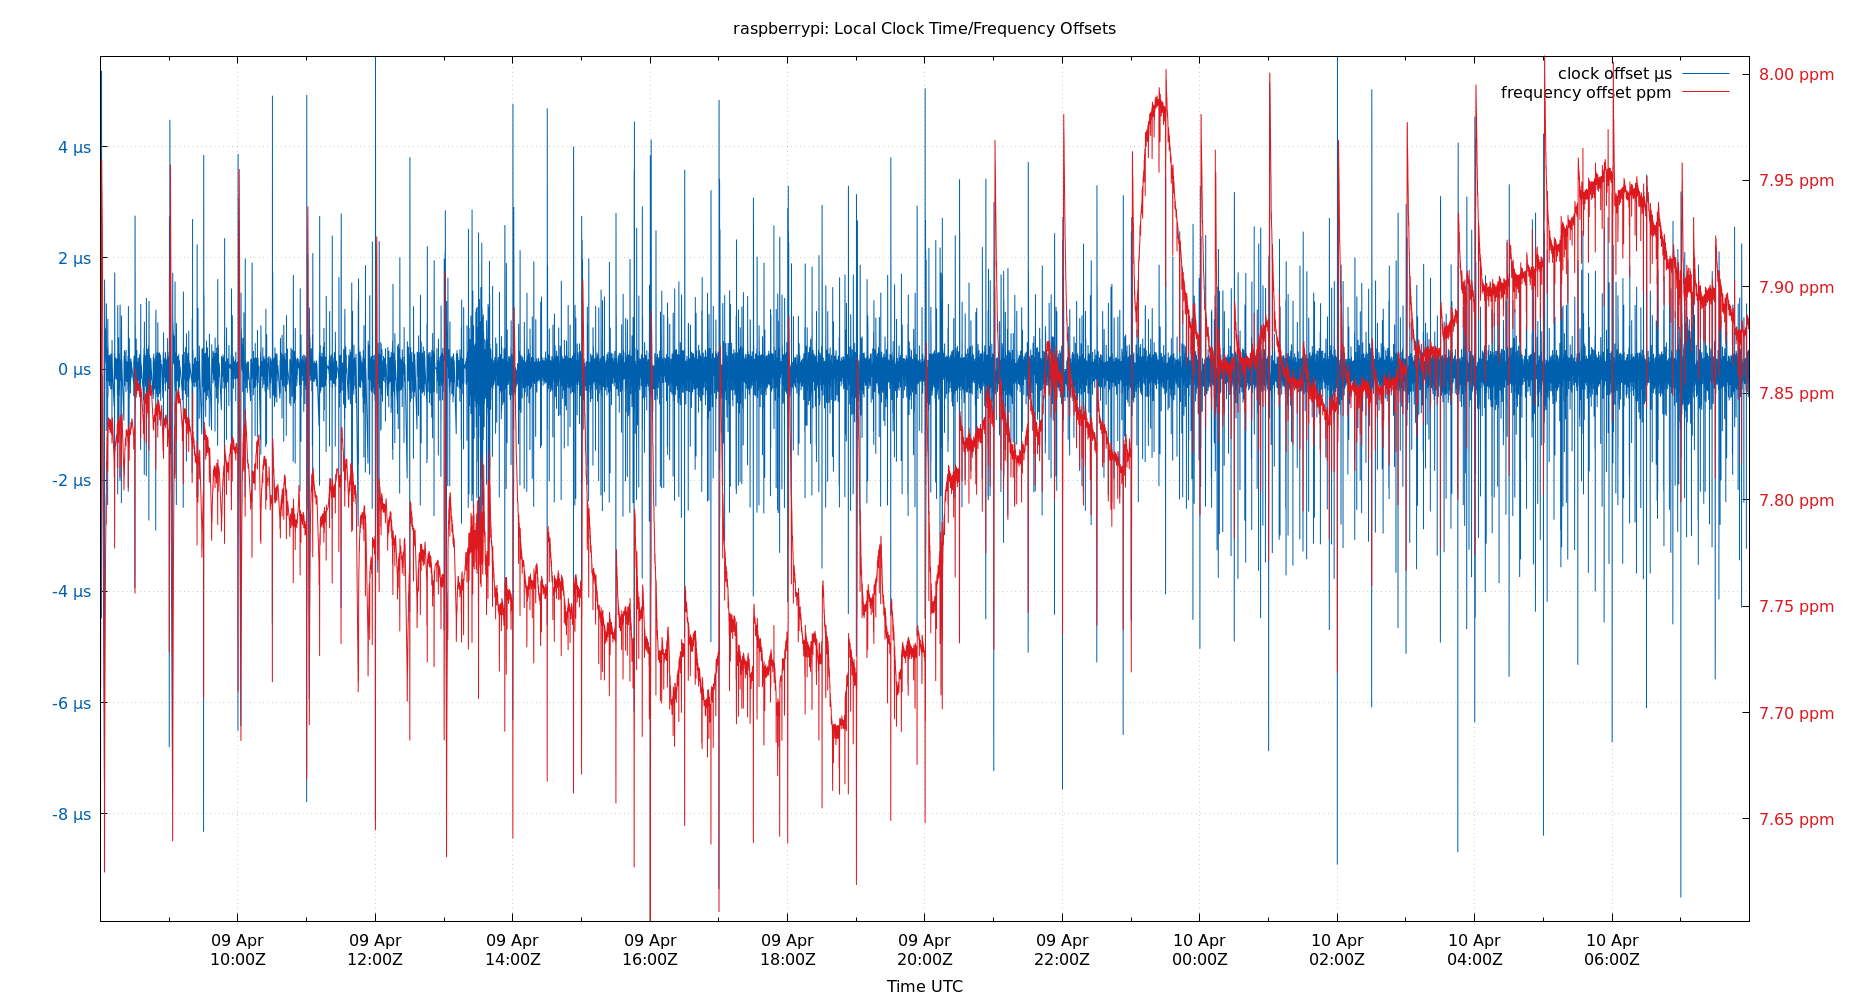 raspberrypi: Local Clock Time/Frequency Offsets
clock offset µs
frequency offset ppm
4 µs
2 µs
0 µs
-2 µs
-4 µs
-6 µs
-8 µs
8.00 ppm
7.95 ppm
7.90 ppm
7.85 ppm
7.80 ppm
7.75 ppm
7.70 ppm
7.65 ppm
09 Apr 09 Apr 09 Apr 09 Apr 09 Apr 09 Apr 09 Apr 10 Apr 10 Apr 10 Apr 10 Apr
10:00Z 12:00Z 14:00Z 16:00Z 18:00Z 20:00Z 22:00Z 00:00Z 02:00Z 04:00Z 06:00Z
Time UTC